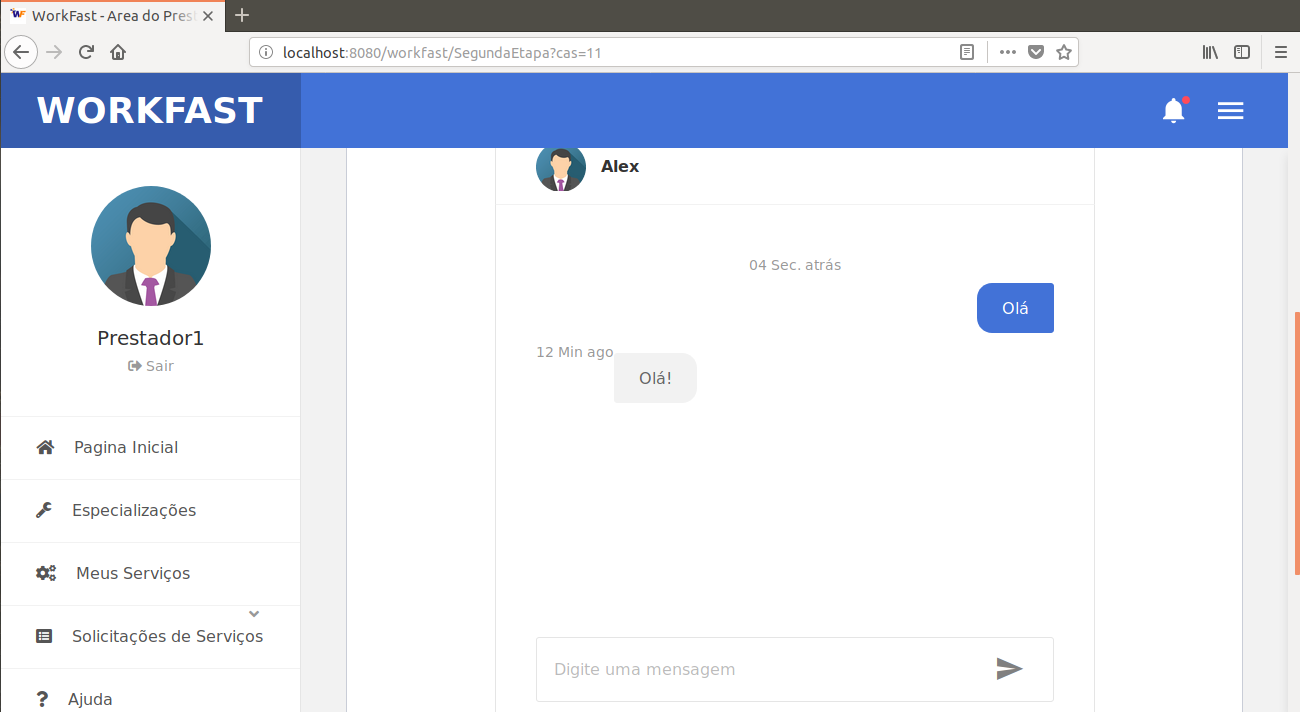 WorkFast - Area do Pres
localhost:8080/workfast/SegundaEtapa?cas=11
WORKFAST
Prestador1
Sair
Pagina Inicial
Especializações
Meus Serviços
Solicitações de Serviços
Ajuda
Alex
04 Sec. atrás
Olá
12 Min ago
Olá!
Digite uma mensagem